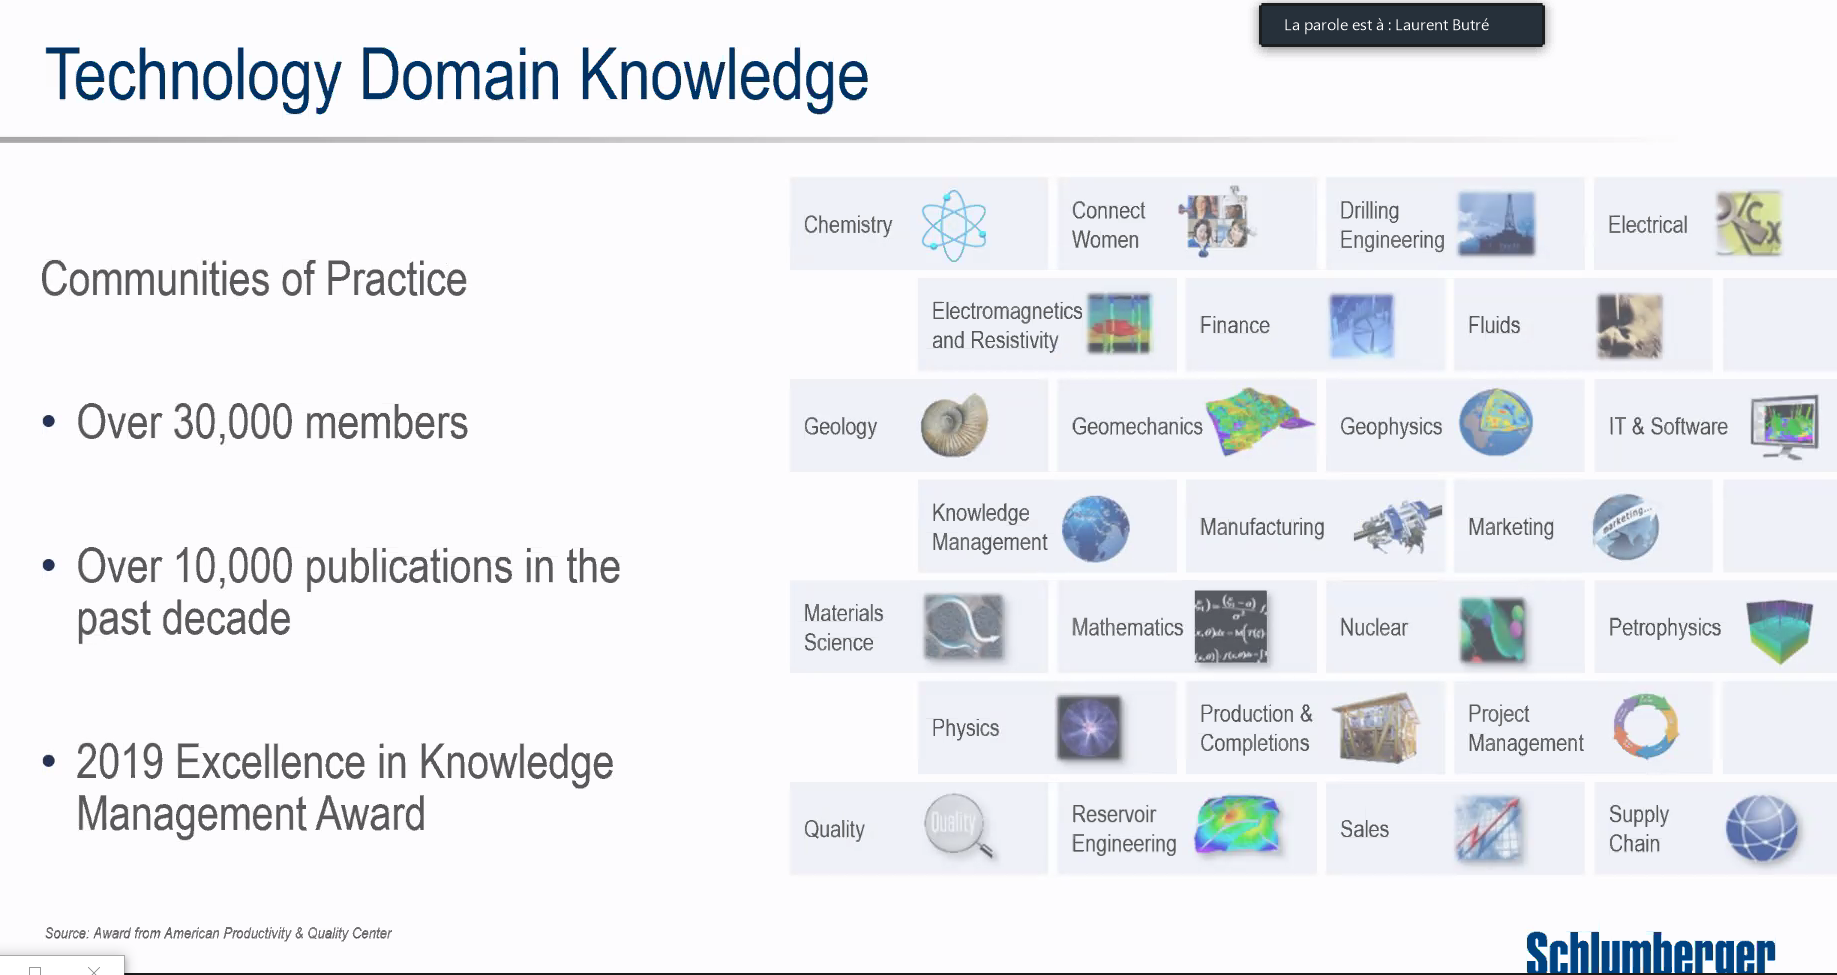 La parole est à : Laurent Butré
Technology Domain Knowledge
Communities of Practice
• Over 30,000 members
• Over 10,000 publications in the
past decade
• 2019 Excellence in Knowledge
Management Award
Chemistry
Connect
Women
Drilling
Engineering
Electrical
Electromagnetics
and Resistivity
Finance
Fluids
Geology
Geomechanics
Geophysics
IT & Software
Knowledge
Management
Manufacturing
Marketing
marketing...
Materials
Science
Mathematics
Nuclear
Petrophysics
Physics
Production &
Completions
Project
Management
Quality
Quality
Reservoir
Engineering
Sales
Supply
Chain
Source: Award from American Productivity & Quality Center
Schlumberger